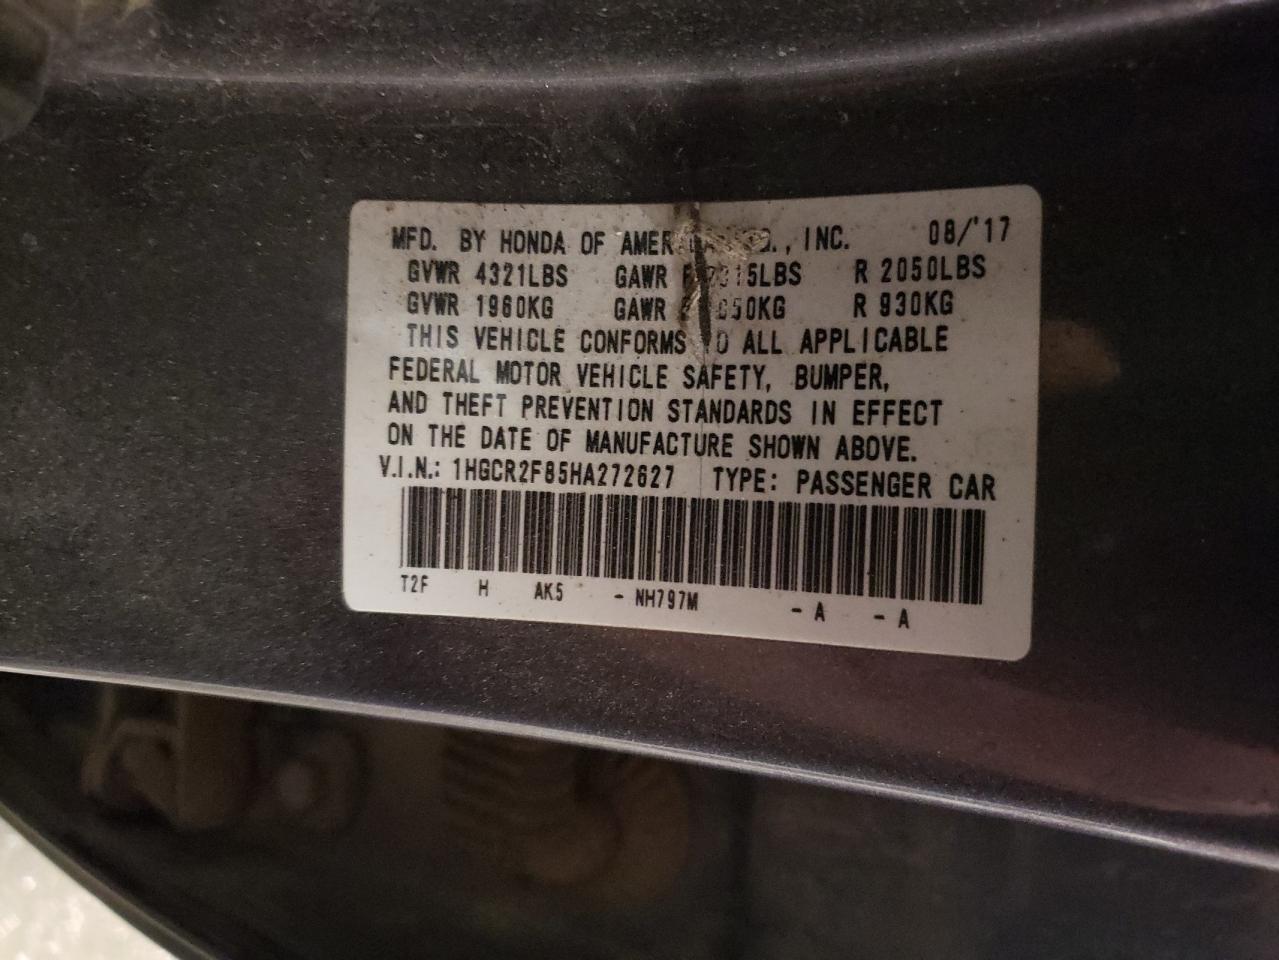 MFD. BY HONDA OF AMER , INC. 08/'17
GVWR 4321LBS GAWR R 2050LBS
GVWR 1960KG GAWR R 930KG
THIS VEHICLE CONFORMS TO ALL APPLICABLE
FEDERAL MOTOR VEHICLE SAFETY, BUMPER,
AND THEFT PREVENTION STANDARDS IN EFFECT
ON THE DATE OF MANUFACTURE SHOWN ABOVE.
V.I.N.: 1HGCR2F85HA272627 TYPE: PASSENGER CAR
T2F H AK5 - NH797M - A - A